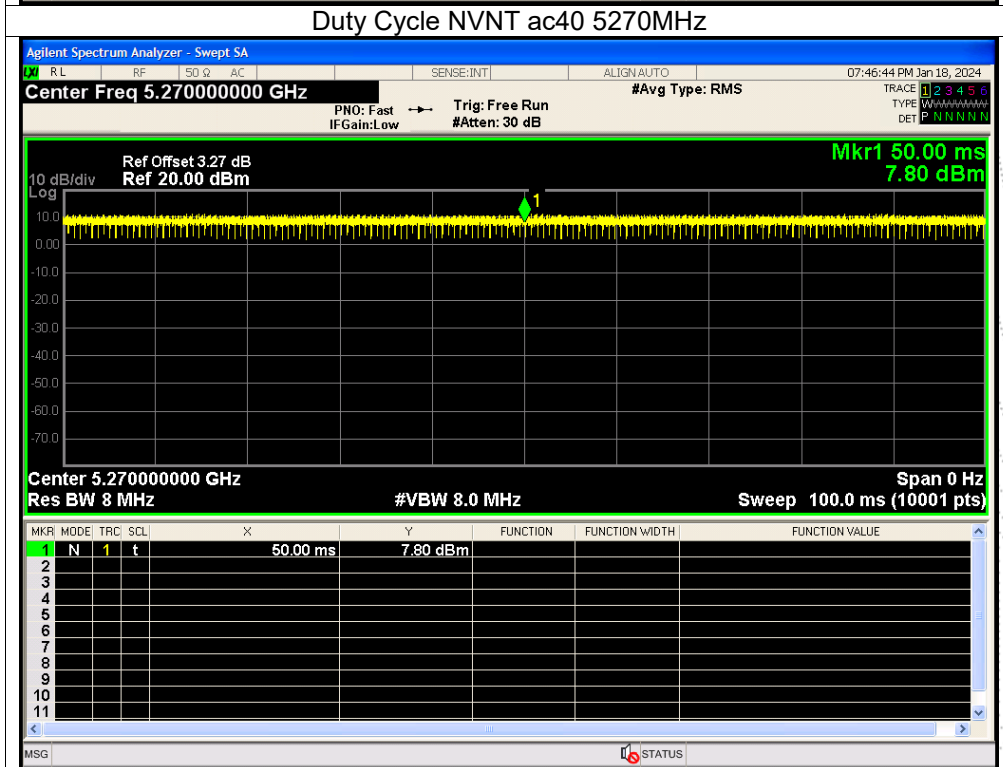 Duty Cycle NVNT ac40 5270MHz
Agilent Spectrum Analyzer - Swept SA
LXI RL RF 50 Ω AC SENSE:INT ALIGN AUTO 07:46:44 PM Jan 18, 2024
Center Freq 5.270000000 GHz #Avg Type: RMS TRACE 1 2 3 4 5 6
PNO: Fast Trig: Free Run TYPE WWWWWW
IFGain:Low #Atten: 30 dB DET P N N N N N
Mkr1 50.00 ms
Ref Offset 3.27 dB
10 dB/div Ref 20.00 dBm 7.80 dBm
Log
1
10.0
0.00
-10.0
-20.0
-30.0
-40.0
-50.0
-60.0
-70.0
Center 5.270000000 GHz Span 0 Hz
Res BW 8 MHz #VBW 8.0 MHz Sweep 100.0 ms (10001 pts)
MKR MODE TRC SCL X Y FUNCTION FUNCTION WIDTH FUNCTION VALUE
1 N 1 t 50.00 ms 7.80 dBm
2
3
4
5
6
7
8
9
10
11
MSG STATUS